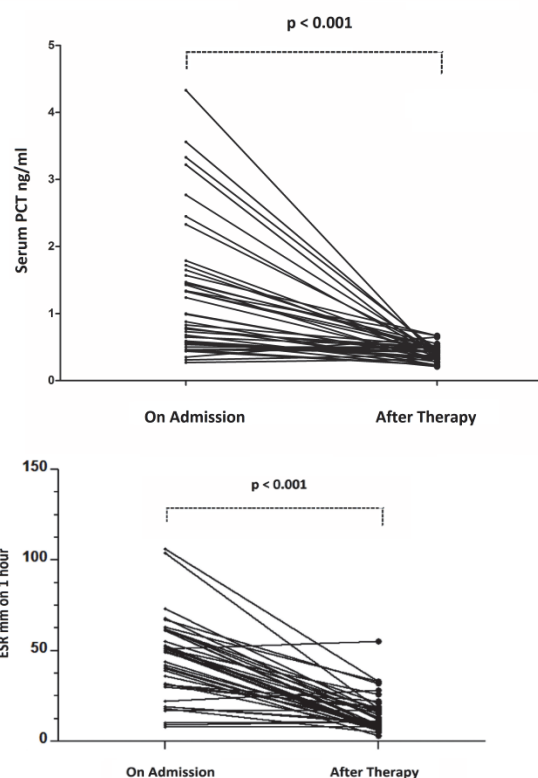 p < 0.001
5
4
3
2
1
0
Serum PCT ng/ml
On Admission After Therapy
150
p < 0.001
100
50
0
ESR mm on 1 hour
On Admission After Therapy